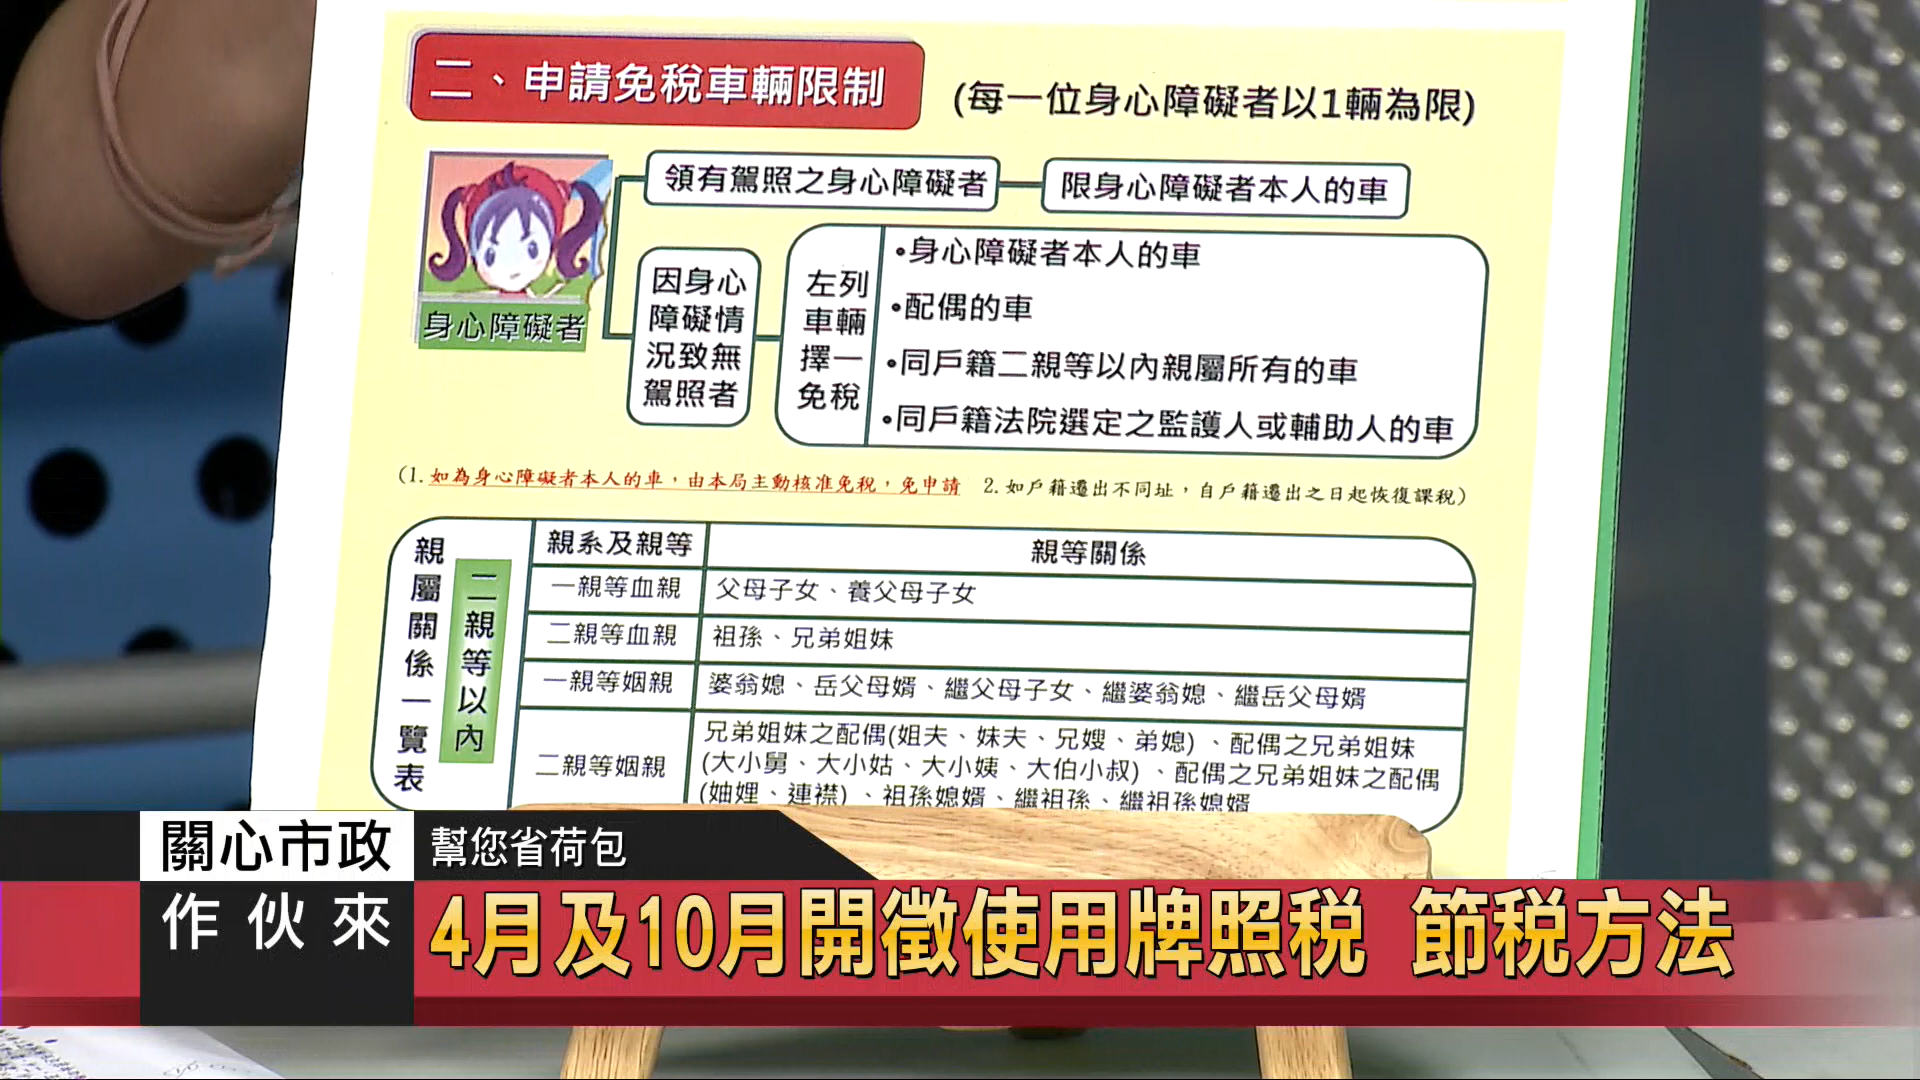 二、申請免稅車輛限制 (每一位身心障礙者以1輛為限)
領有駕照之身心障礙者
限身心障礙者本人的車
身心障礙者
因身心
障礙情
況致無
駕照者
左列
車輛
擇一
免稅
•身心障礙者本人的車
•配偶的車
•同戶籍二親等以內親屬所有的車
•同戶籍法院選定之監護人或輔助人的車
(1.如為身心障礙者本人的車，由本局主動核准免稅，免申請 2.如戶籍遷出不同址，自戶籍遷出之日起恢復課稅)
親屬關係一覽表
二親等以內
親系及親等 親等關係
一親等血親 父母子女、養父母子女
二親等血親 祖孫、兄弟姐妹
一親等姻親 婆翁媳、岳父母婿、繼父母子女、繼婆翁媳、繼岳父母婿
二親等姻親 兄弟姐妹之配偶(姐夫、妹夫、兄嫂、弟媳)、配偶之兄弟姐妹
(大小舅、大小姑、大小姨、大伯小叔)、配偶之兄弟姐妹之配偶
(妯娌、連襟)、祖孫媳婿、繼祖孫、繼祖孫媳婿
關心市政
作伙來
幫您省荷包
4月及10月開徵使用牌照稅 節稅方法